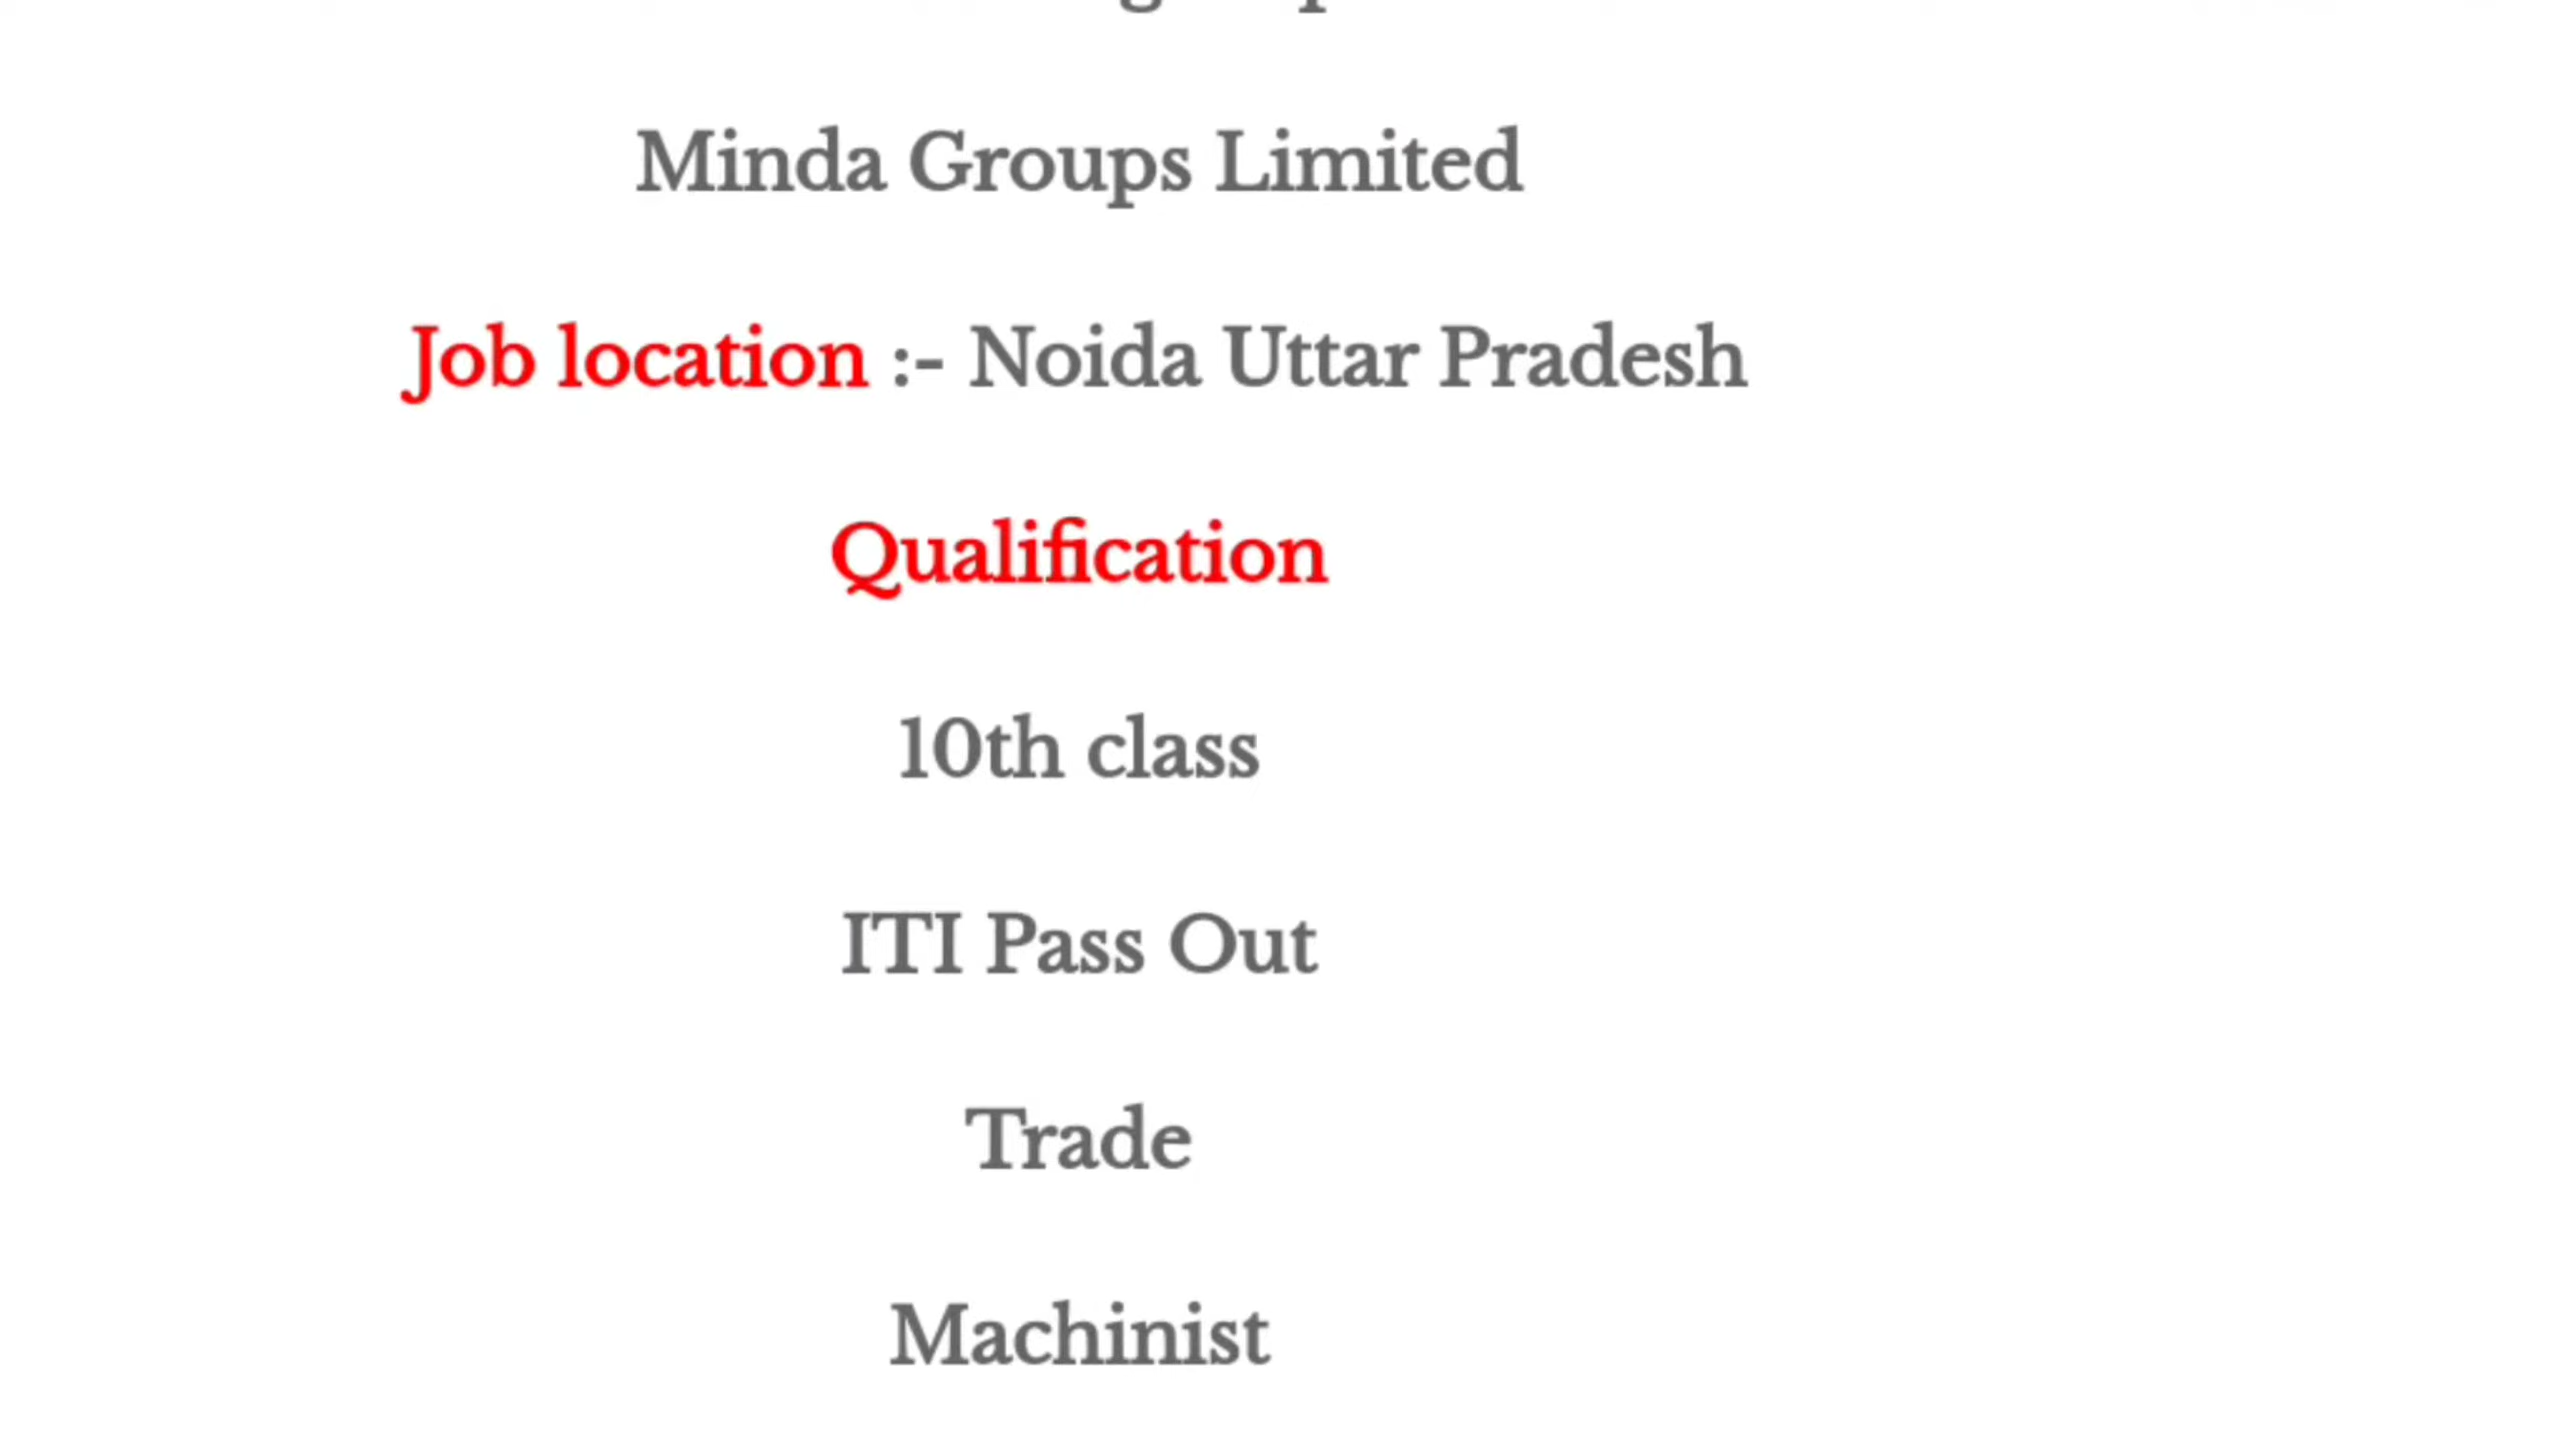 Minda Groups Limited
Job location :- Noida Uttar Pradesh
Qualification
10th class
ITI Pass Out
Trade
Machinist